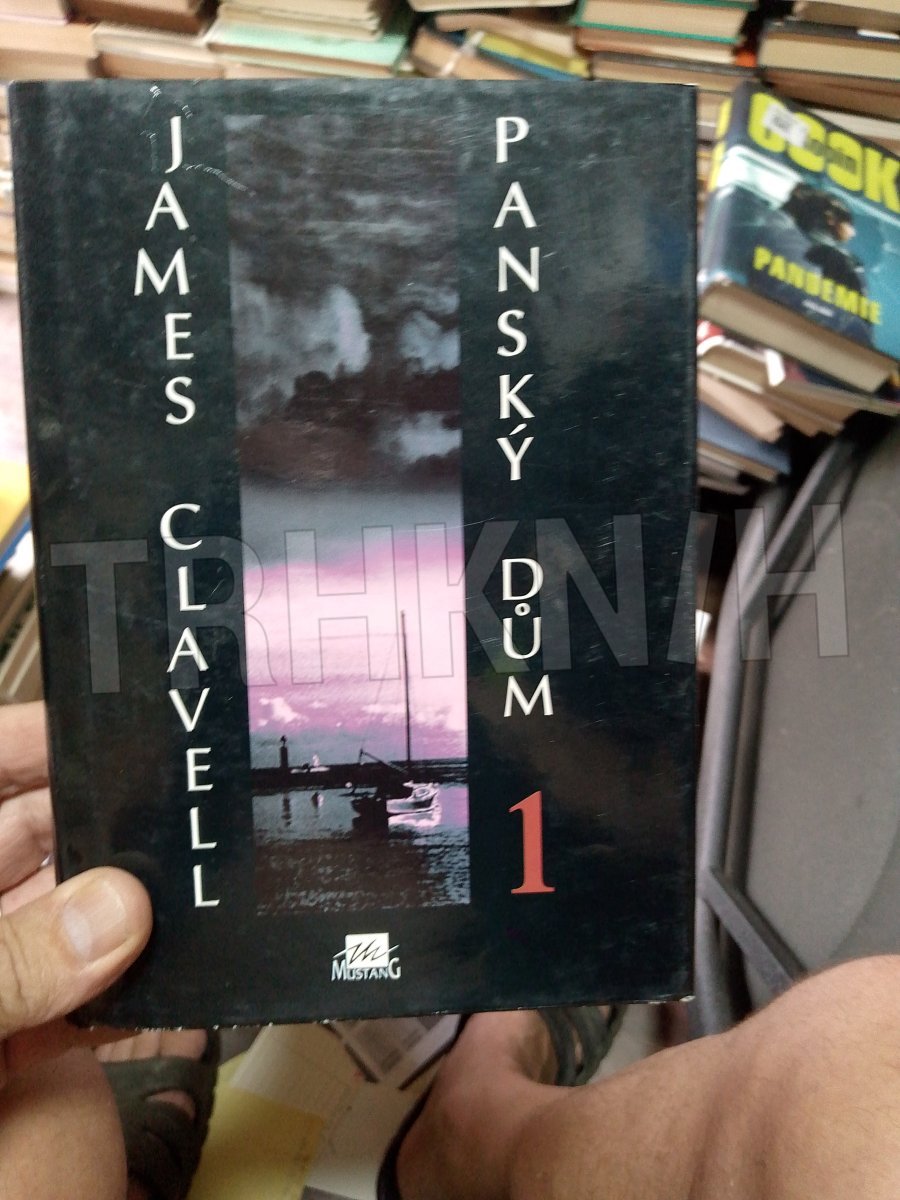 JAMES CLAVELL
PANSKÝ DŮM
1
MUSTANG
COOK
PANDEMIE
TRHKNIH